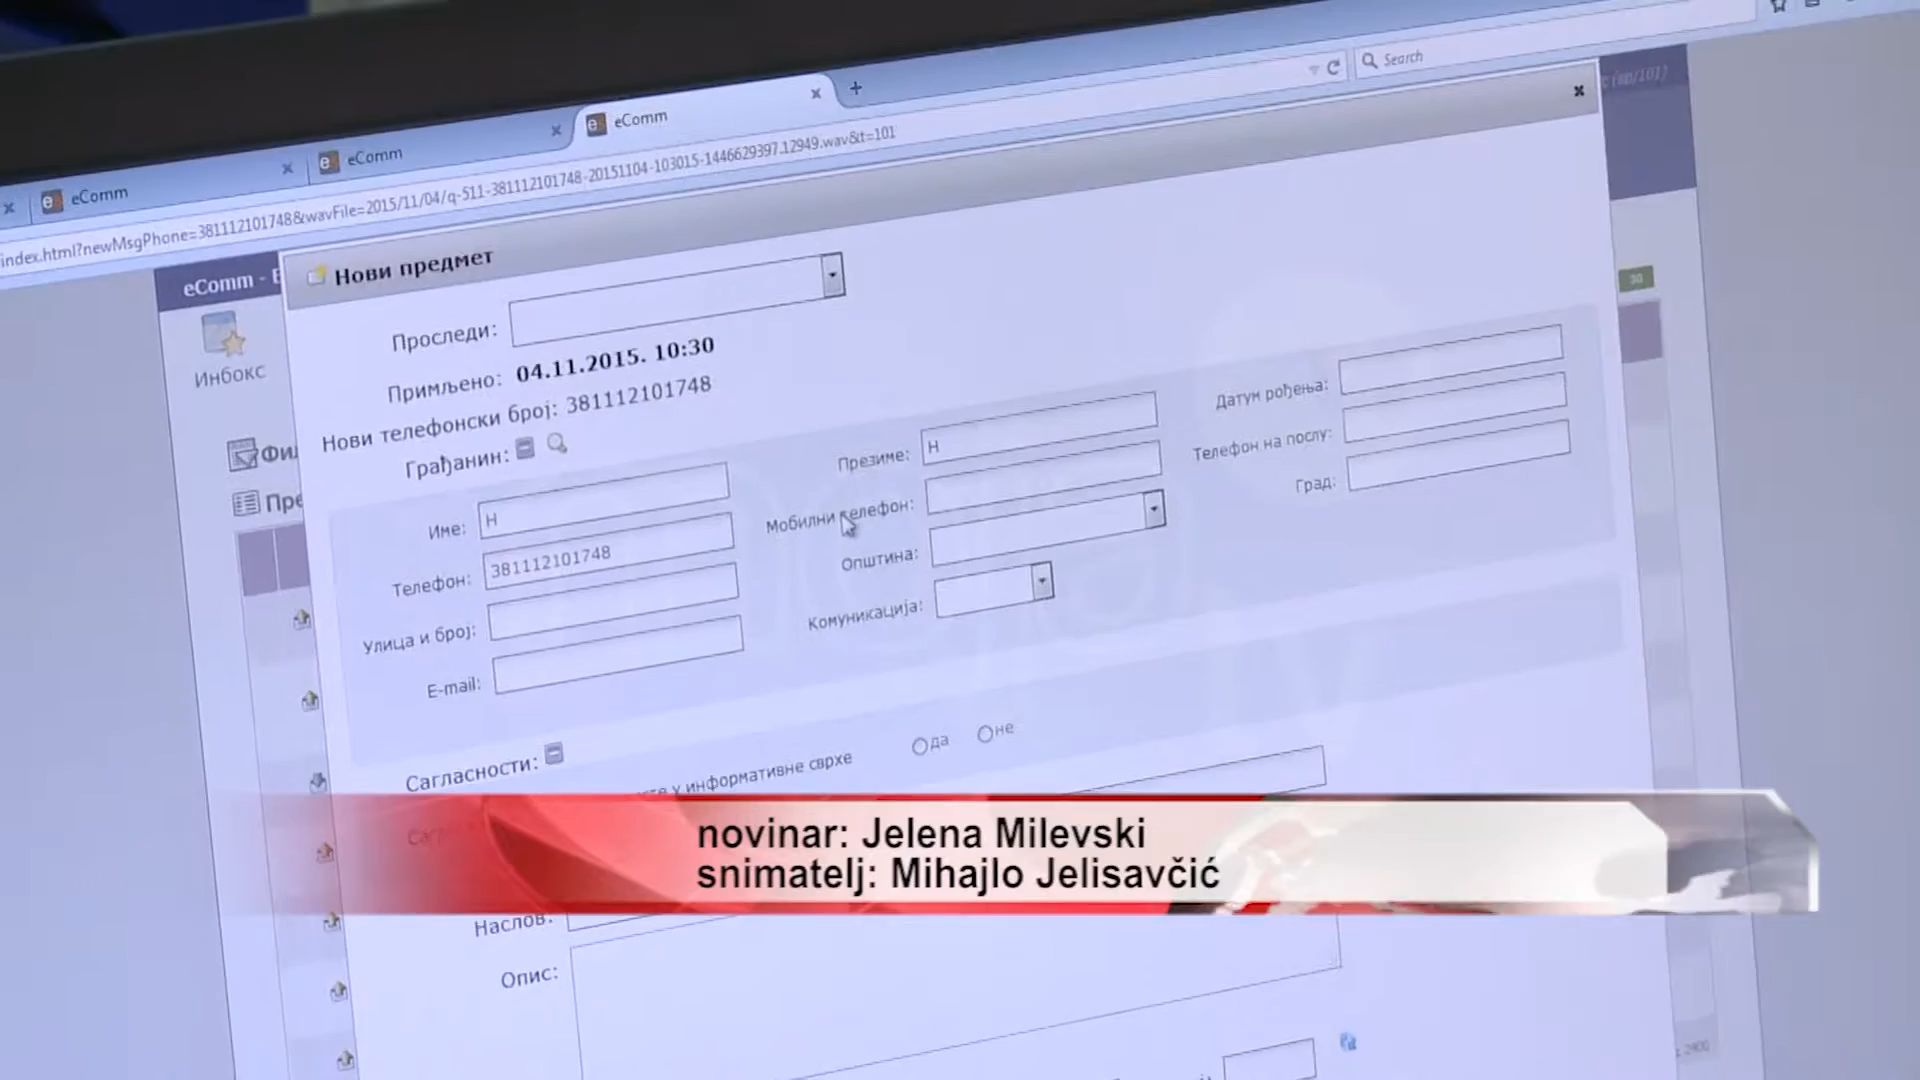 eComm
eComm
eComm
Search
index.html?newMsgPhone=381112101748&wavFile=2015/11/04/q-511-381112101748-20151104-103015-1446629397.12949.wav&t=101
eComm -
Нови предмет
30
Инбокс
Проследи:
Примљено: 04.11.2015. 10:30
Нови телефонски број: 381112101748
Грађанин:
Име: Н
Презиме: Н
Датум рођења:
Телефон: 381112101748
Мобилни телефон:
Телефон на послу:
Улица и број:
Општина:
Град:
E-mail:
Комуникација:
Сагласности:
у информативне сврхе
да
не
novinar: Jelena Milevski
snimatelj: Mihajlo Jelisavčić
Наслов:
Опис: